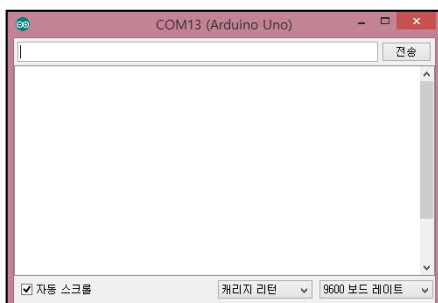 COM13 (Arduino Uno)
전송
자동 스크롤
캐리지 리턴
9600 보드 레이트